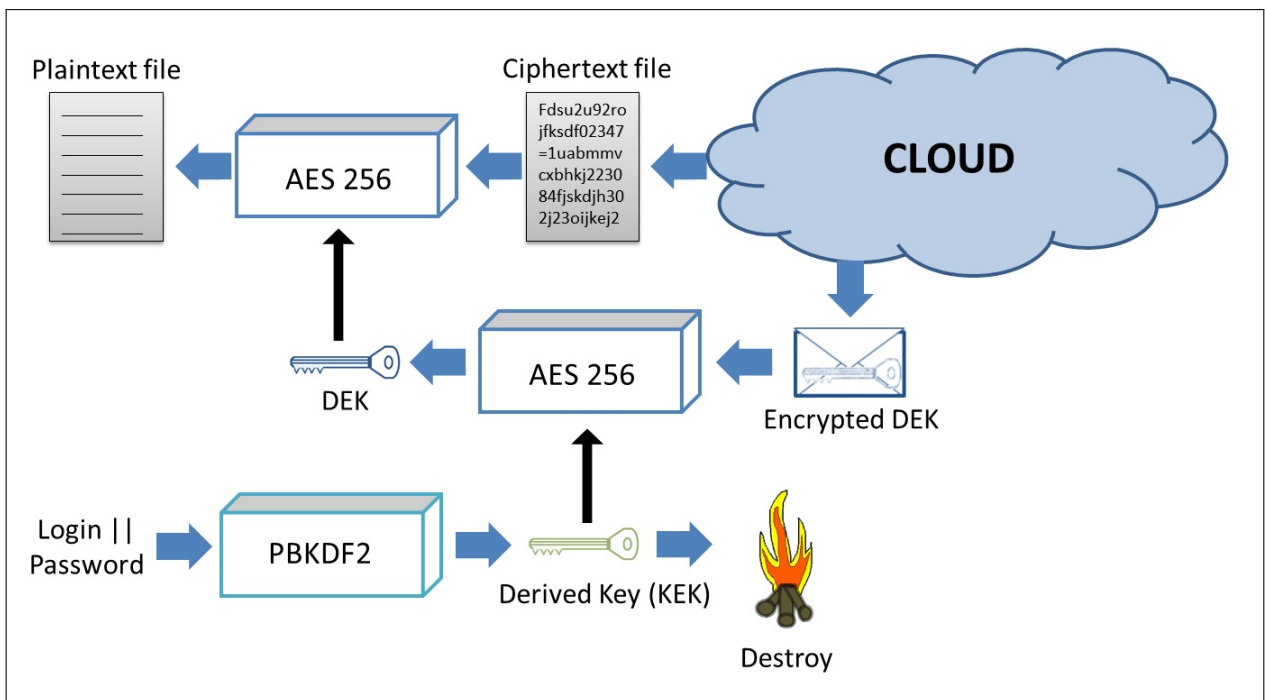 Plaintext file
Ciphertext file
Fdsu2u92ro
jfksdf02347
=1uabmmv
cxbhkj2230
84fjskdjh30
2j23oijkej2
CLOUD
AES 256
AES 256
DEK
Encrypted DEK
Login ||
Password
PBKDF2
Derived Key (KEK)
Destroy